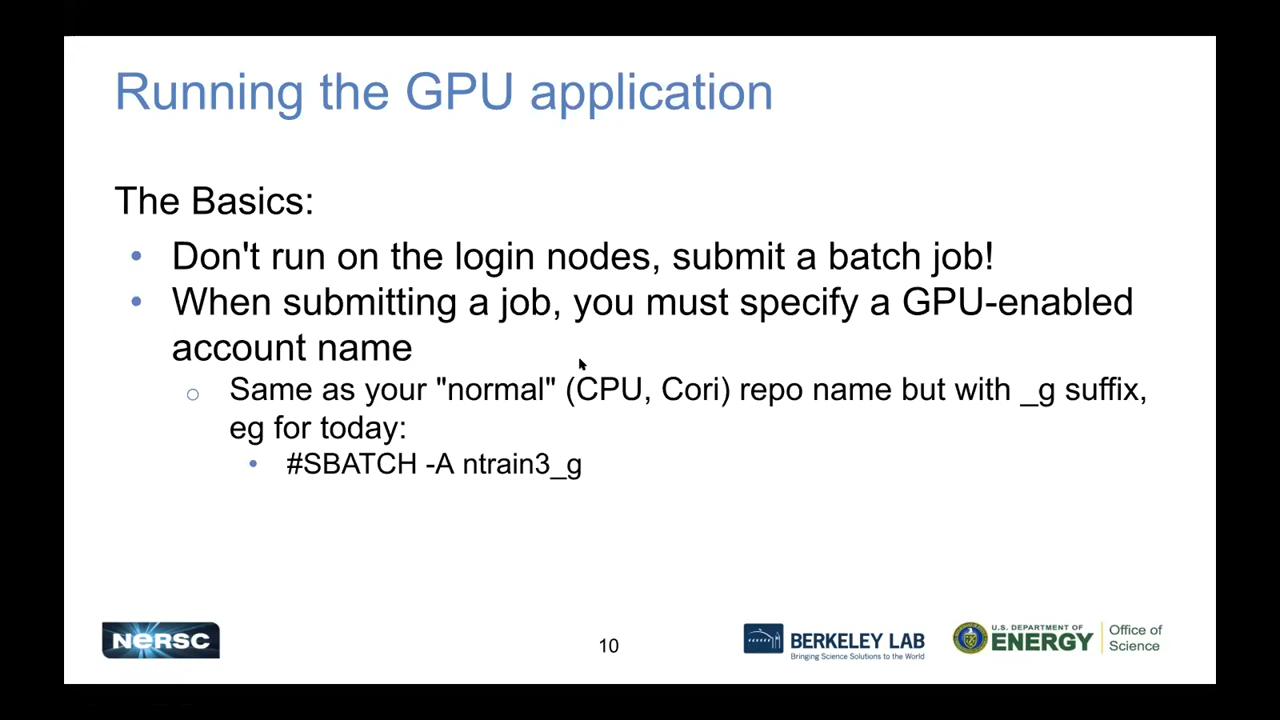 Running the GPU application
The Basics:
• Don't run on the login nodes, submit a batch job!
• When submitting a job, you must specify a GPU-enabled
account name
○ Same as your "normal" (CPU, Cori) repo name but with _g suffix,
eg for today:
• #SBATCH -A ntrain3_g
NERSC
10
BERKELEY LAB
Bringing Science Solutions to the World
U.S. DEPARTMENT OF
ENERGY
Office of
Science